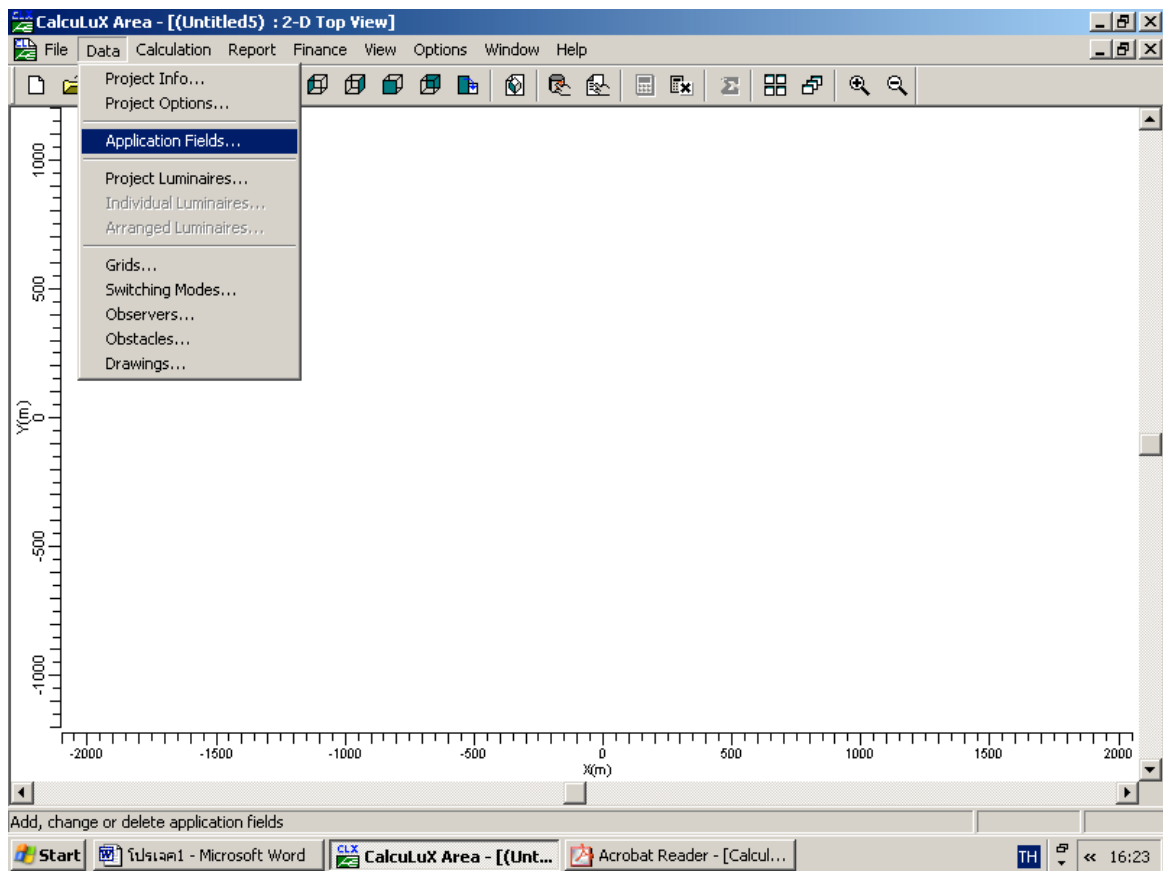 CalcuLuX Area - [(Untitled5) : 2-D Top View]
File Data Calculation Report Finance View Options Window Help
Project Info...
Project Options...
Application Fields...
Project Luminaires...
Individual Luminaires...
Arranged Luminaires...
Grids...
Switching Modes...
Observers...
Obstacles...
Drawings...
1000
500
Y(m)
0
-500
-1000
-2000 -1500 -1000 -500 0 500 1000 1500 2000
X(m)
Add, change or delete application fields
Start โปรเจค1 - Microsoft Word CLX CalcuLuX Area - [(Unt... Acrobat Reader - [Calcul... TH « 16:23